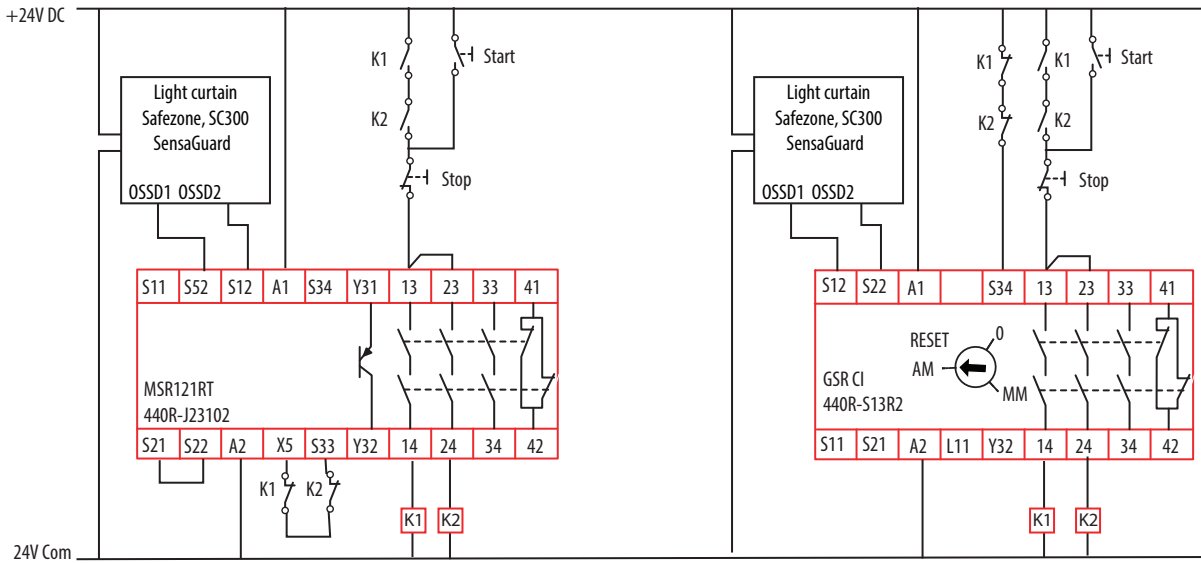 +24V DC
Light curtain
Safezone, SC300
SensaGuard
OSSD1 OSSD2
K1
K2
Start
Stop
S11 S52 S12 A1 S34 Y31 13 23 33 41
MSR121RT
440R-J23102
S21 S22 A2 X5 S33 Y32 14 24 34 42
K1 K2
K1 K2
24V Com
Light curtain
Safezone, SC300
SensaGuard
OSSD1 OSSD2
K1 K1 Start
K2 K2
Stop
S12 S22 A1 S34 13 23 33 41
RESET 0
AM
MM
GSR CI
440R-S13R2
S11 S21 A2 L11 Y32 14 24 34 42
K1 K2